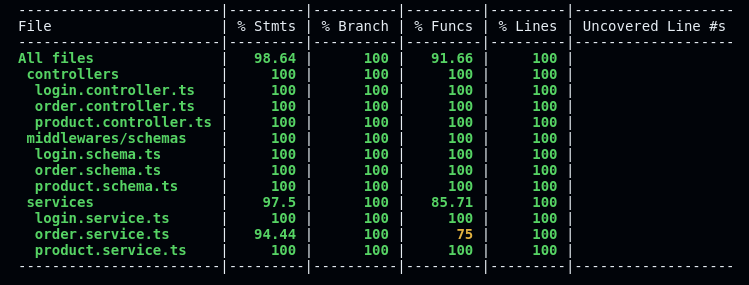 ------------------------|---------|----------|---------|---------|-------------------
File                    | % Stmts | % Branch | % Funcs | % Lines | Uncovered Line #s
------------------------|---------|----------|---------|---------|-------------------
All files               |   98.64 |      100 |   91.66 |     100 |
 controllers            |     100 |      100 |     100 |     100 |
  login.controller.ts   |     100 |      100 |     100 |     100 |
  order.controller.ts   |     100 |      100 |     100 |     100 |
  product.controller.ts |     100 |      100 |     100 |     100 |
 middlewares/schemas    |     100 |      100 |     100 |     100 |
  login.schema.ts       |     100 |      100 |     100 |     100 |
  order.schema.ts       |     100 |      100 |     100 |     100 |
  product.schema.ts     |     100 |      100 |     100 |     100 |
 services               |    97.5 |      100 |   85.71 |     100 |
  login.service.ts      |     100 |      100 |     100 |     100 |
  order.service.ts      |   94.44 |      100 |      75 |     100 |
  product.service.ts    |     100 |      100 |     100 |     100 |
------------------------|---------|----------|---------|---------|-------------------